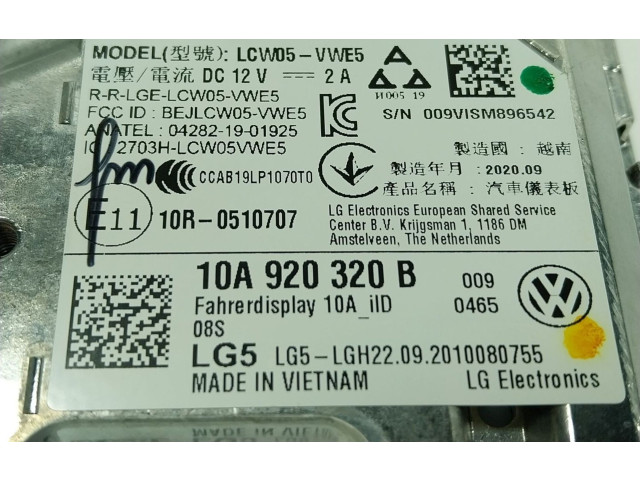 MODEL(型號): LCW05-VWE5
電壓/電流 DC 12 V ⎓ 2 A
R-R-LGE-LCW05-VWE5
FCC ID : BEJLCW05-VWE5
ANATEL : 04282-19-01925
IC 2703H-LCW05VWE5
CCAB19LP1070T0
E11 10R-0510707
005 19
S/N 009VISM896542
製造國 : 越南
製造年月 : 2020.09
產品名稱 : 汽車儀表板
LG Electronics European Shared Service
Center B.V. Krijgsman 1, 1186 DM
Amstelveen, The Netherlands
10A 920 320 B 009
Fahrerdisplay 10A_iID 0465
08S
LG5 LG5-LGH22.09.2010080755
MADE IN VIETNAM LG Electronics